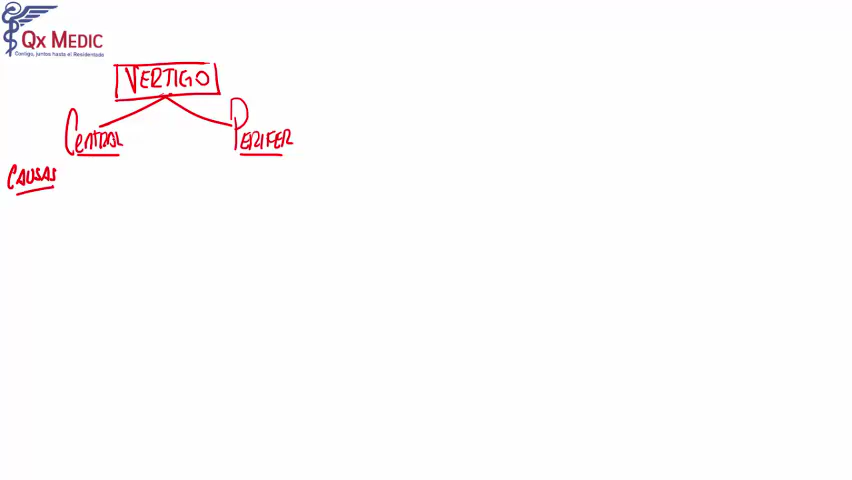 Qx MEDIC
Contigo, juntos hasta el Residentado
VERTIGO
CENTRAL PERIFER
CAUSAS